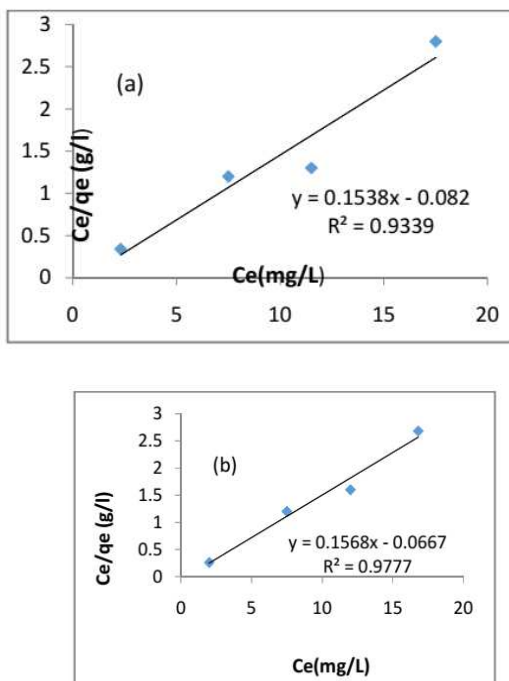 3
2.5
(a)
2
Ce/qe (g/l)
1.5
1
y = 0.1538x - 0.082
R² = 0.9339
0.5
Ce(mg/L)
0
0 5 10 15 20
3
2.5
(b)
2
Ce/qe (g/l)
1.5
1
y = 0.1568x - 0.0667
R² = 0.9777
0.5
0
0 5 10 15 20
Ce(mg/L)